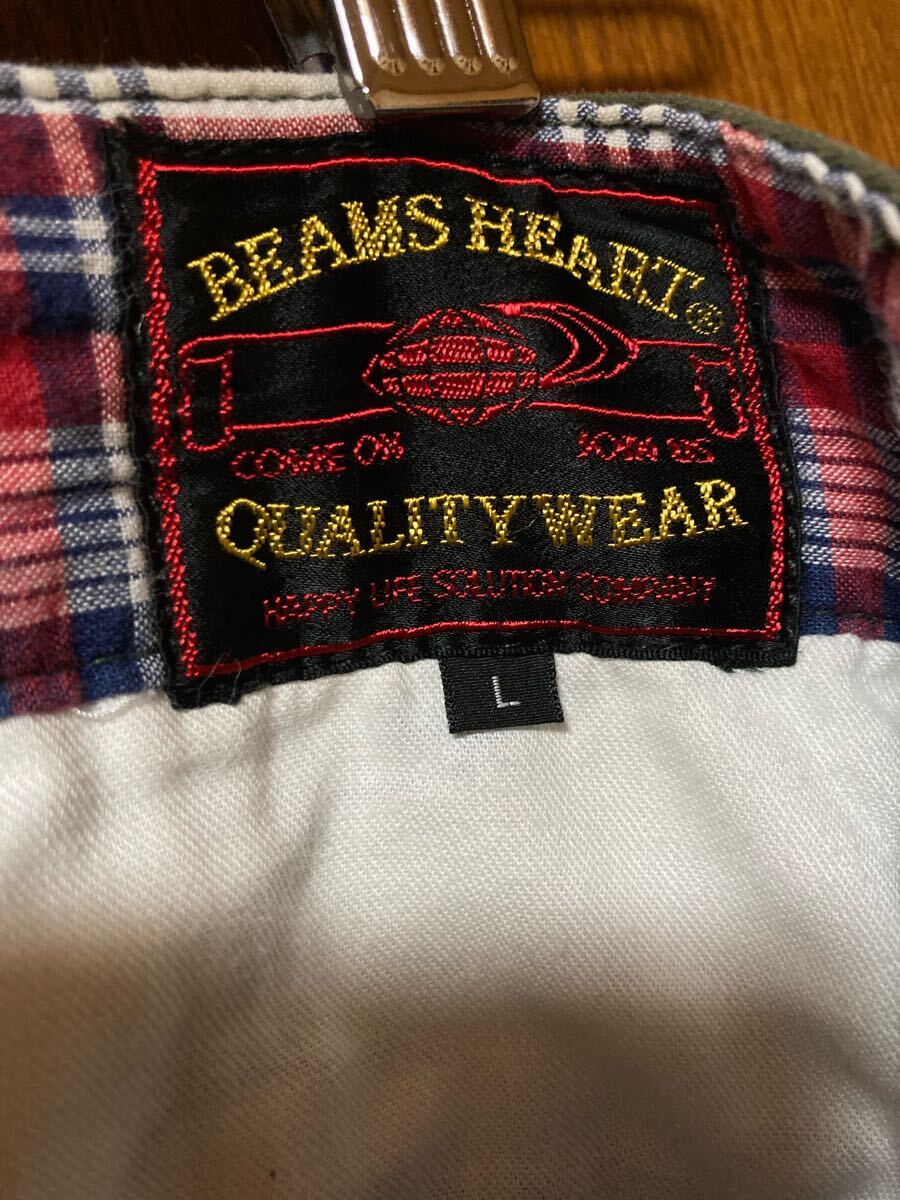 BEAMS HEART®
COME ON JOIN US
QUALITY WEAR
HAPPY LIFE SOLUTION COMPANY
L